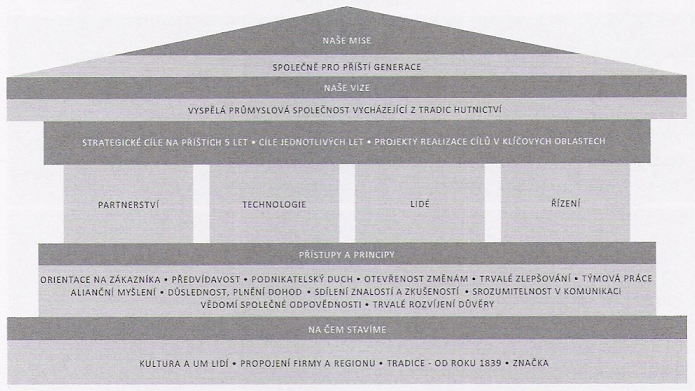 NAŠE MISE
SPOLEČNĚ PRO PŘÍŠTÍ GENERACE
NAŠE VIZE
VYSPĚLÁ PRŮMYSLOVÁ SPOLEČNOST VYCHÁZEJÍCÍ Z TRADIC HUTNICTVÍ
STRATEGICKÉ CÍLE NA PŘÍŠTÍCH 5 LET • CÍLE JEDNOTLIVÝCH LET • PROJEKTY REALIZACE CÍLŮ V KLÍČOVÝCH OBLASTECH
PARTNERSTVÍ
TECHNOLOGIE
LIDÉ
ŘÍZENÍ
PŘÍSTUPY A PRINCIPY
ORIENTACE NA ZÁKAZNÍKA • PŘEDVÍDAVOST • PODNIKATELSKÝ DUCH • OTEVŘENOST ZMĚNÁM • TRVALÉ ZLEPŠOVÁNÍ • TÝMOVÁ PRÁCE
ALIANČNÍ MYŠLENÍ • DŮSLEDNOST, PLNĚNÍ DOHOD • SDÍLENÍ ZNALOSTÍ A ZKUŠENOSTÍ • SROZUMITELNOST V KOMUNIKACI
VĚDOMÍ SPOLEČNÉ ODPOVĚDNOSTI • TRVALÉ ROZVÍJENÍ DŮVĚRY
NA ČEM STAVÍME
KULTURA A UM LIDÍ • PROPOJENÍ FIRMY A REGIONU • TRADICE - OD ROKU 1839 • ZNAČKA